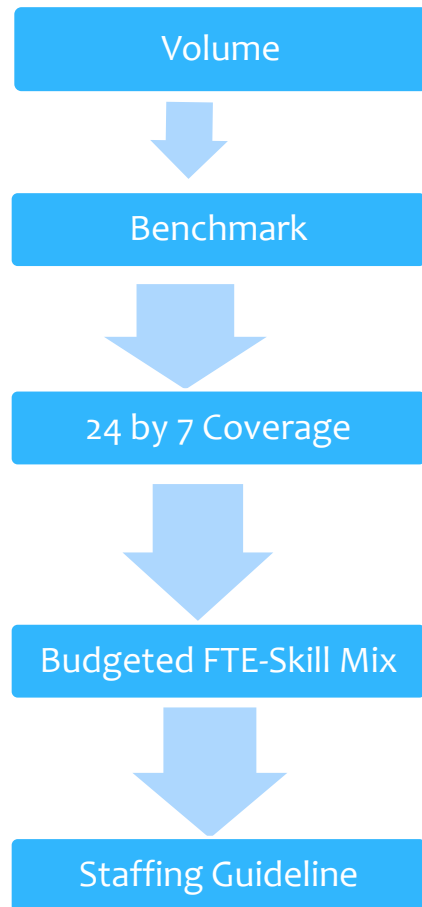 Volume
Benchmark
24 by 7 Coverage
Budgeted FTE-Skill Mix
Staffing Guideline